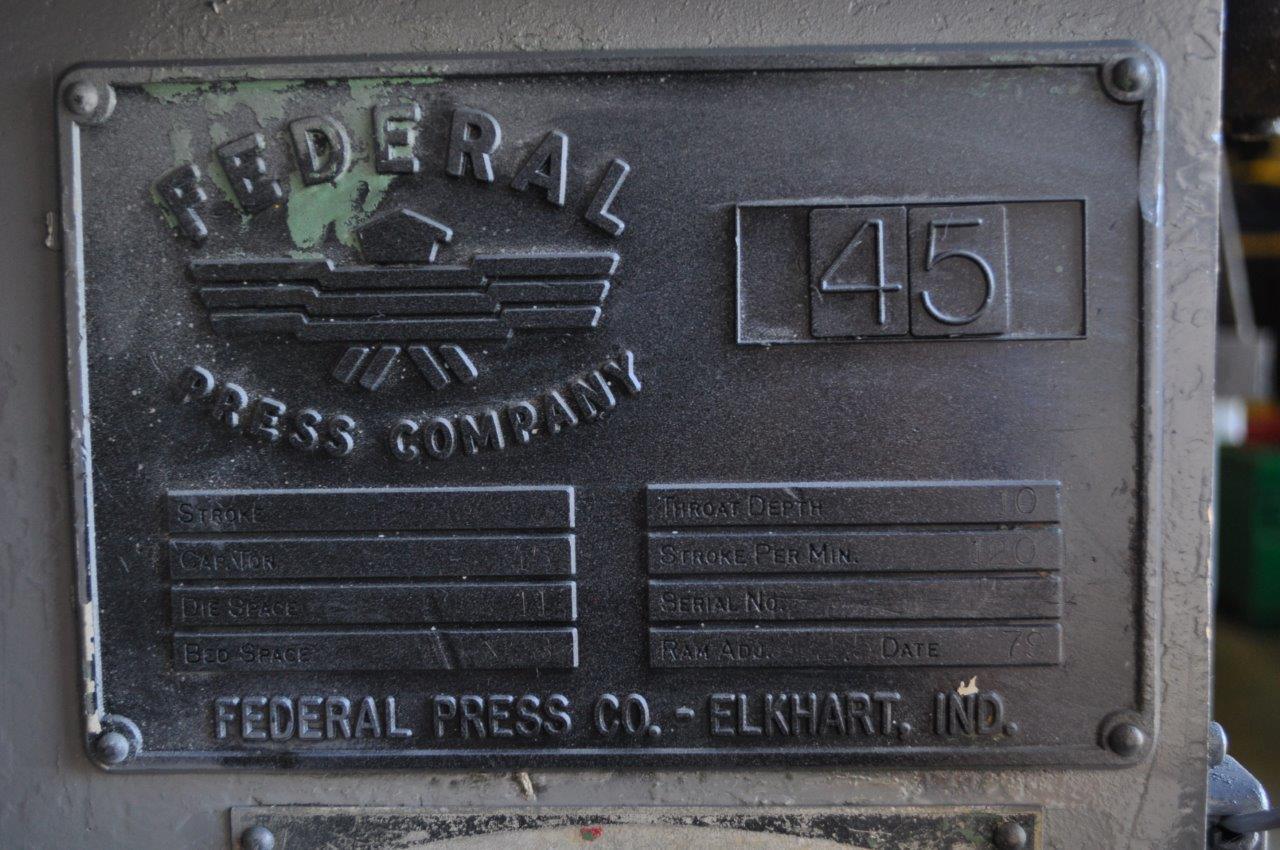 FEDERAL
45
PRESS COMPANY
STROKE
THROAT DEPTH 10
CAP. TON
STROKE PER MIN. 120
DIE SPACE 11
SERIAL NO.
BED SPACE
RAM ADJ. DATE
FEDERAL PRESS CO. - ELKHART, IND.